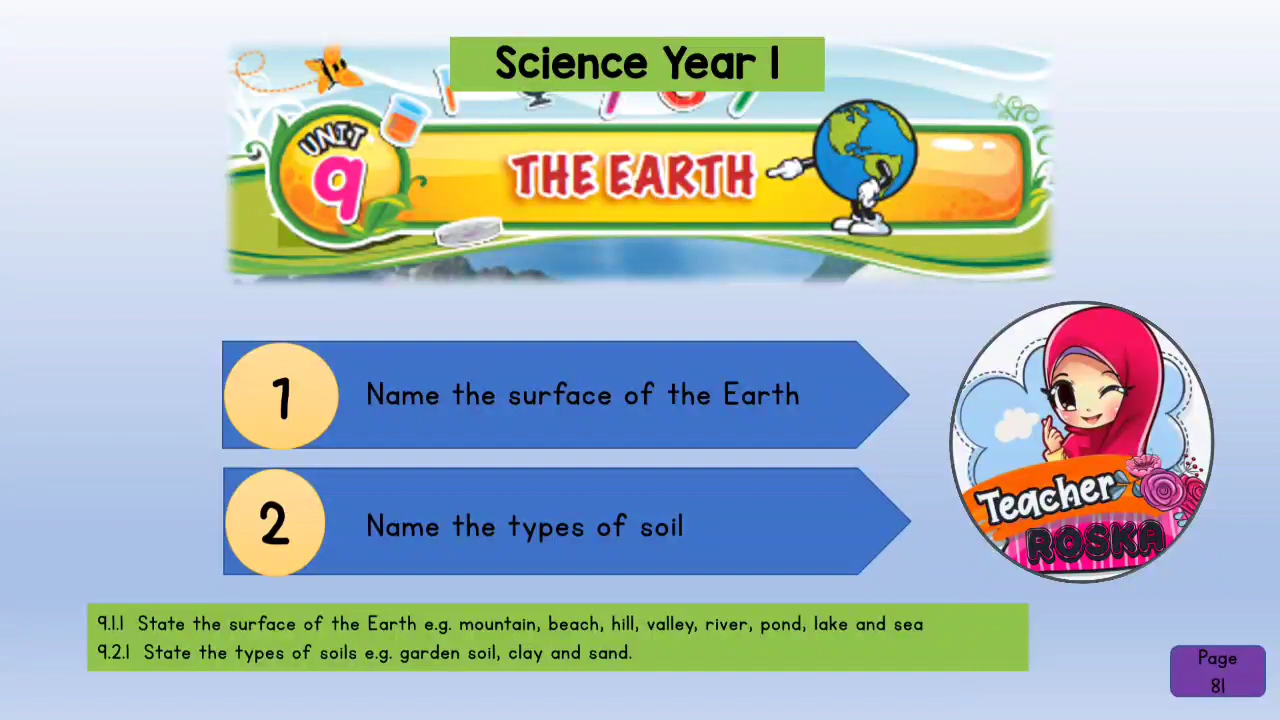 Science Year 1
UNIT
9
THE EARTH
1
Name the surface of the Earth
2
Name the types of soil
Teacher
ROSKA
9.1.1 State the surface of the Earth e.g. mountain, beach, hill, valley, river, pond, lake and sea
9.2.1 State the types of soils e.g. garden soil, clay and sand.
Page
81